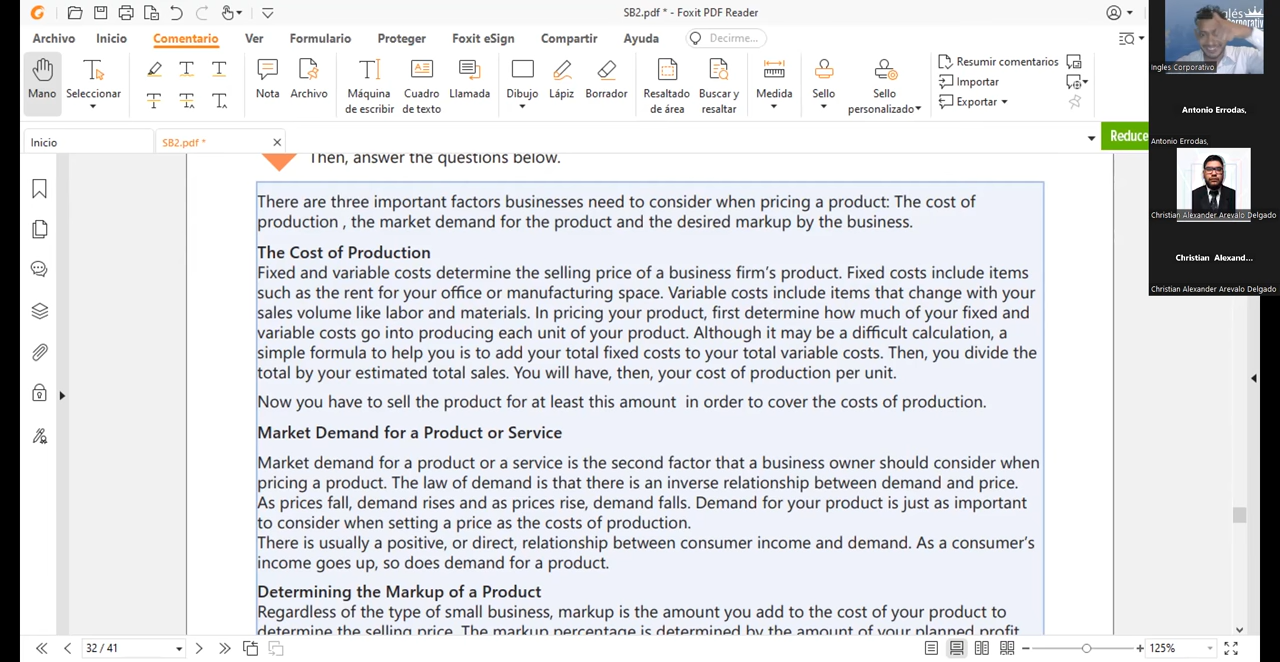 SB2.pdf * - Foxit PDF Reader
Archivo Inicio Comentario Ver Formulario Proteger Foxit eSign Compartir Ayuda Decirme...
Mano
Seleccionar
Nota
Archivo
Máquina de escribir
Cuadro de texto
Llamada
Dibujo
Lápiz
Borrador
Resaltado de área
Buscar y resaltar
Medida
Sello
Sello personalizado
Resumir comentarios
Importar
Exportar
Inicio
SB2.pdf *
Reduce
Then, answer the questions below.
There are three important factors businesses need to consider when pricing a product: The cost of
production , the market demand for the product and the desired markup by the business.
The Cost of Production
Fixed and variable costs determine the selling price of a business firm’s product. Fixed costs include items
such as the rent for your office or manufacturing space. Variable costs include items that change with your
sales volume like labor and materials. In pricing your product, first determine how much of your fixed and
variable costs go into producing each unit of your product. Although it may be a difficult calculation, a
simple formula to help you is to add your total fixed costs to your total variable costs. Then, you divide the
total by your estimated total sales. You will have, then, your cost of production per unit.
Now you have to sell the product for at least this amount in order to cover the costs of production.
Market Demand for a Product or Service
Market demand for a product or a service is the second factor that a business owner should consider when
pricing a product. The law of demand is that there is an inverse relationship between demand and price.
As prices fall, demand rises and as prices rise, demand falls. Demand for your product is just as important
to consider when setting a price as the costs of production.
There is usually a positive, or direct, relationship between consumer income and demand. As a consumer’s
income goes up, so does demand for a product.
Determining the Markup of a Product
Regardless of the type of small business, markup is the amount you add to the cost of your product to
determine the selling price. The markup percentage is determined by the amount of your planned profit
32 / 41
125%
Ingles Corporativo
Antonio Errodas,
Antonio Errodas,
Christian Alexander Arevalo Delgado
Christian Alexand...
Christian Alexander Arevalo Delgado